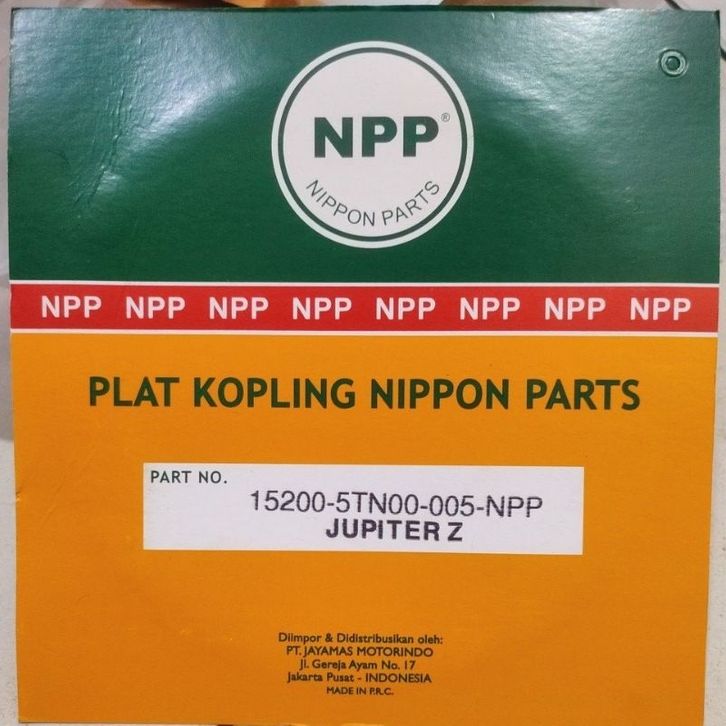 NPP®
NIPPON PARTS
NPP NPP NPP NPP NPP NPP NPP NPP
PLAT KOPLING NIPPON PARTS
PART NO.
15200-5TN00-005-NPP
JUPITER Z
Diimpor & Didistribusikan oleh:
PT. JAYAMAS MOTORINDO
Jl. Gereja Ayam No. 17
Jakarta Pusat - INDONESIA
MADE IN P.R.C.